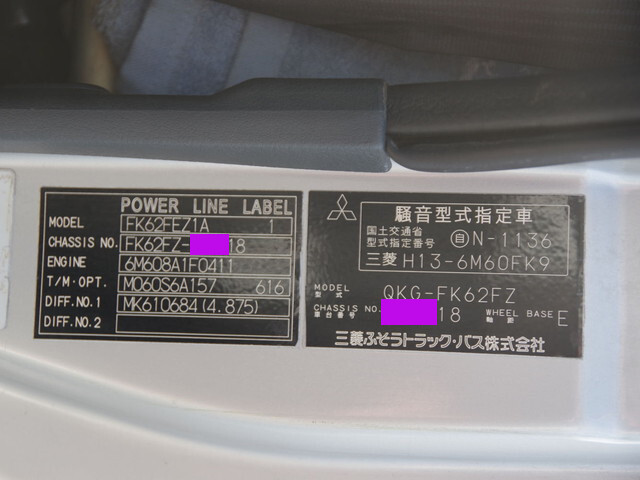 POWER LINE LABEL
MODEL FK62FEZ1A 1
CHASSIS NO. FK62FZ- 18
ENGINE 6M608A1F0411
T/M・OPT. M060S6A157 616
DIFF.NO.1 MK610684(4.875)
DIFF.NO.2
騒音型式指定車
国土交通省
型式指定番号 自N-1136
三菱 H13-6M60FK9
MODEL
型式 QKG-FK62FZ
CHASSIS NO. 18 WHEEL BASE E
車台番号 軸距
三菱ふそうトラック・バス株式会社